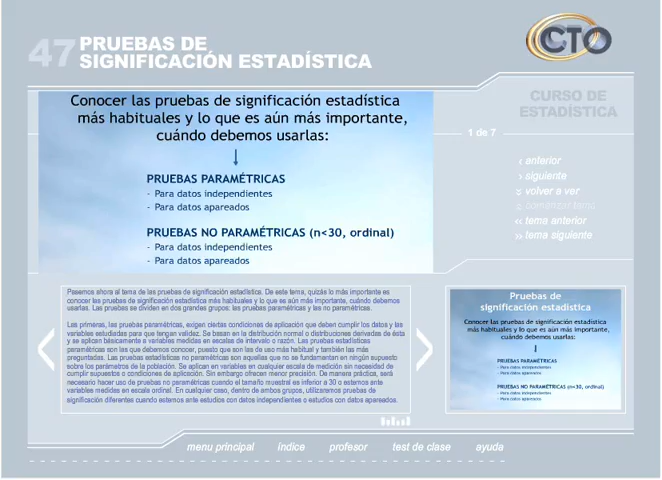 47 PRUEBAS DE
SIGNIFICACIÓN ESTADÍSTICA
CTO
Conocer las pruebas de significación estadística
más habituales y lo que es aún más importante,
cuándo debemos usarlas:
PRUEBAS PARAMÉTRICAS
- Para datos independientes
- Para datos apareados
PRUEBAS NO PARAMÉTRICAS (n<30, ordinal)
- Para datos independientes
- Para datos apareados
CURSO DE
ESTADÍSTICA
1 de 7
‹ anterior
› siguiente
volver a ver
comenzar tema
‹‹ tema anterior
›› tema siguiente
Pasemos ahora al tema de las pruebas de significación estadística. De este tema, quizás lo más importante es
conocer las pruebas de significación estadística más habituales y lo que es aún más importante, cuándo debemos
usarlas. Las pruebas se dividen en dos grandes grupos: las pruebas paramétricas y las no paramétricas.
Las primeras, las pruebas paramétricas, exigen ciertas condiciones de aplicación que deben cumplir los datos y las
variables estudiadas para que tengan validez. Se basan en la distribución normal o distribuciones derivadas de ésta
y se aplican básicamente a variables medidas en escalas de intervalo o razón. Las pruebas estadísticas
paramétricas son las que debemos conocer, puesto que son las de uso más habitual y también las más
preguntadas. Las pruebas estadísticas no paramétricas son aquellas que no se fundamentan en ningún supuesto
sobre los parámetros de la población. Se aplican en variables en cualquier escala de medición sin necesidad de
cumplir supuestos o condiciones de aplicación. Sin embargo ofrecen menor precisión. De manera práctica, será
necesario hacer uso de pruebas no paramétricas cuando el tamaño muestral es inferior a 30 o estemos ante
variables medidas en escala ordinal. En cualquier caso, dentro de ambos grupos, utilizaremos pruebas de
significación diferentes cuando estemos ante estudios con datos independientes o estudios con datos apareados.
Pruebas de
significación estadística
Conocer las pruebas de significación estadística
más habituales y lo que es aún más importante,
cuándo debemos usarlas:
PRUEBAS PARAMÉTRICAS
- Para datos independientes
- Para datos apareados
PRUEBAS NO PARAMÉTRICAS (n<30, ordinal)
- Para datos independientes
- Para datos apareados
menu principal índice profesor test de clase ayuda